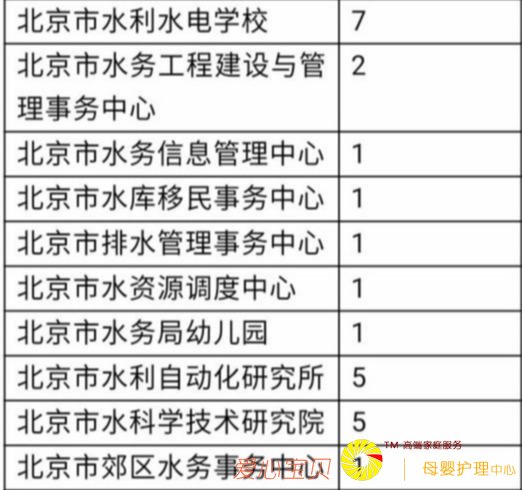 北京市水利水电学校 7
北京市水务工程建设与管 2
理事务中心
北京市水务信息管理中心 1
北京市水库移民事务中心 1
北京市排水管理事务中心 1
北京市水资源调度中心 1
北京市水务局幼儿园 1
北京市水利自动化研究所 5
北京市水科学技术研究院 5
北京市郊区水务事务中心 1
爱心宝贝
TM 高端家庭服务
母婴护理中心